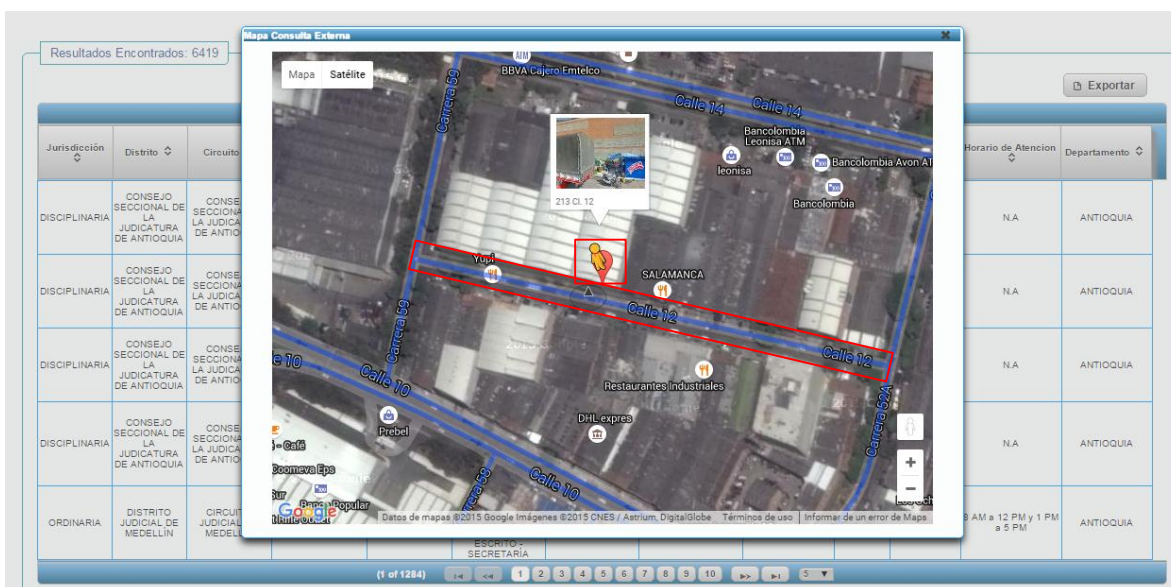 Mapa Consulta Externa
Resultados Encontrados: 6419
Exportar
Jurisdicción
Distrito
Circuito
Horario de Atencion
Departamento
DISCIPLINARIA
CONSEJO
SECCIONAL DE
LA
JUDICATURA
DE ANTIOQUIA
N.A
ANTIOQUIA
DISCIPLINARIA
CONSEJO
SECCIONAL DE
LA
JUDICATURA
DE ANTIOQUIA
N.A
ANTIOQUIA
DISCIPLINARIA
CONSEJO
SECCIONAL DE
LA
JUDICATURA
DE ANTIOQUIA
N.A
ANTIOQUIA
DISCIPLINARIA
CONSEJO
SECCIONAL DE
LA
JUDICATURA
DE ANTIOQUIA
N.A
ANTIOQUIA
ORDINARIA
DISTRITO
JUDICIAL DE
MEDELLÍN
AM a 12 PM y 1 PM
a 5 PM
ANTIOQUIA
ESCRITO -
SECRETARÍA
Mapa
Satélite
BBVA Cajero Emtelco
Carrera 59
Calle 14
Calle 14
Bancolombia
Leonisa ATM
leonisa
Bancolombia Avon
Bancolombia
213 Cl. 12
Yupi
SALAMANCA
Calle 12
Calle 12
Carrera 59
Calle 10
Restaurantes Industriales
Carrera 52A
Prebel
DHL expres
Coomeva Eps
Calle 10
Google
Datos de mapas ©2015 Google Imágenes ©2015 CNES / Astrium, DigitalGlobe
Términos de uso
Informar de un error de Maps
(1 of 1284)
1 2 3 4 5 6 7 8 9 10
5